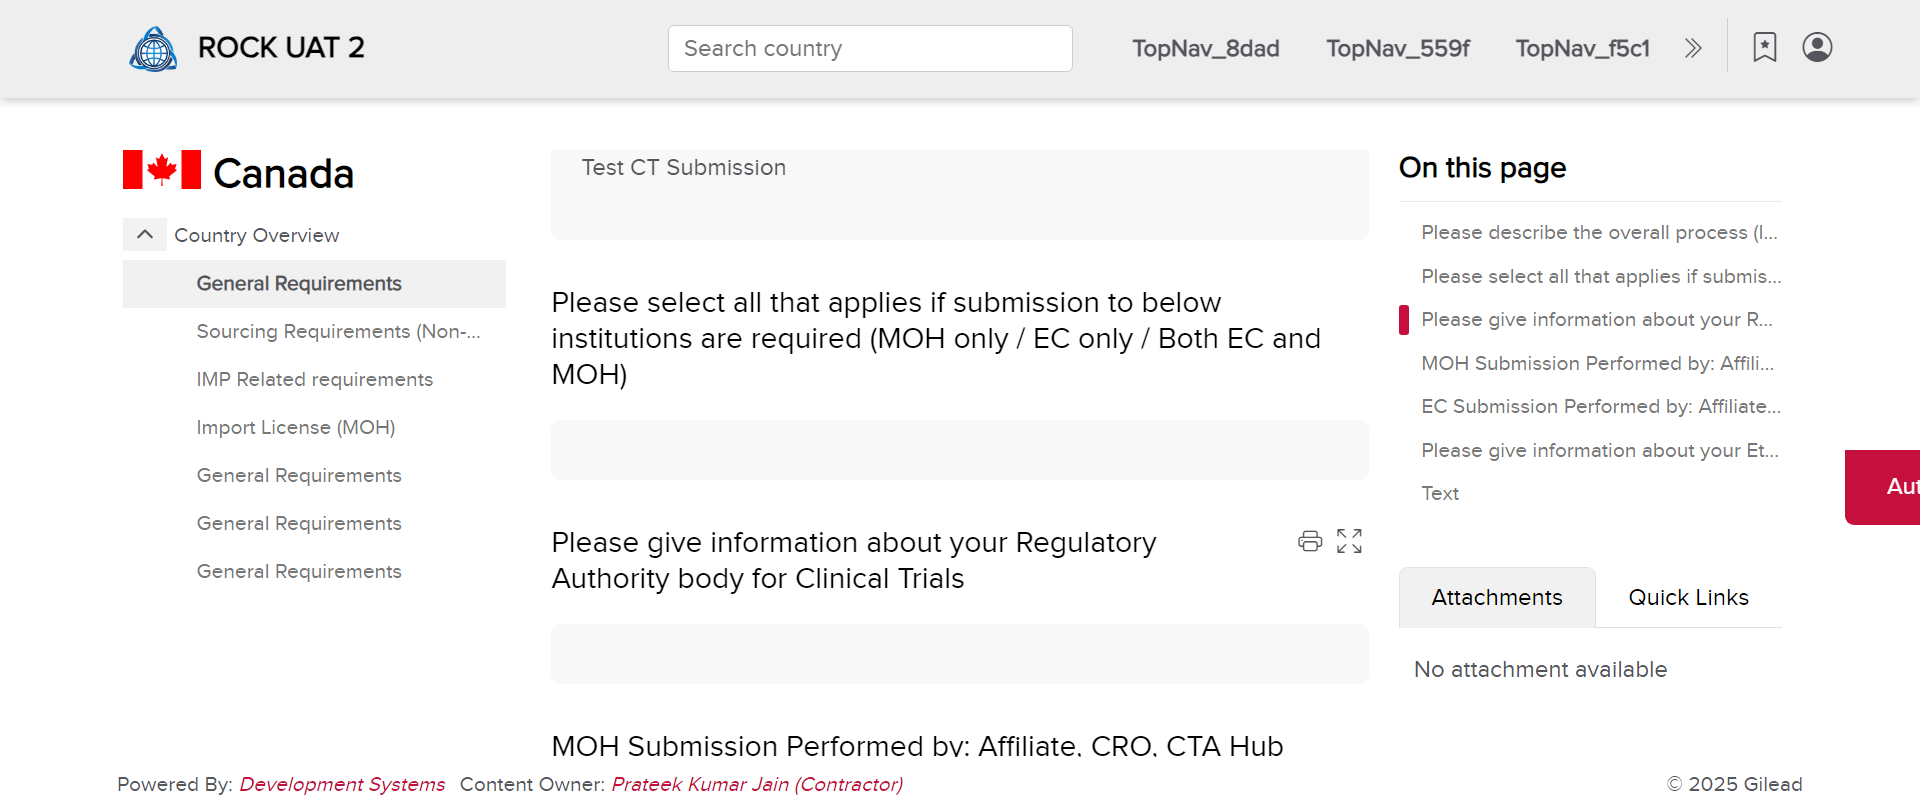 ROCK UAT 2
Search country
TopNav_8dad
TopNav_559f
TopNav_f5c1
Canada
Country Overview
General Requirements
Sourcing Requirements (Non-...
IMP Related requirements
Import License (MOH)
General Requirements
General Requirements
General Requirements
Test CT Submission
Please select all that applies if submission to below
institutions are required (MOH only / EC only / Both EC and
MOH)
Please give information about your Regulatory
Authority body for Clinical Trials
MOH Submission Performed by: Affiliate, CRO, CTA Hub
On this page
Please describe the overall process (I...
Please select all that applies if submis...
Please give information about your R...
MOH Submission Performed by: Affili...
EC Submission Performed by: Affiliate...
Please give information about your Et...
Text
Attachments
Quick Links
No attachment available
Aut
Powered By: Development Systems Content Owner: Prateek Kumar Jain (Contractor)
© 2025 Gilead